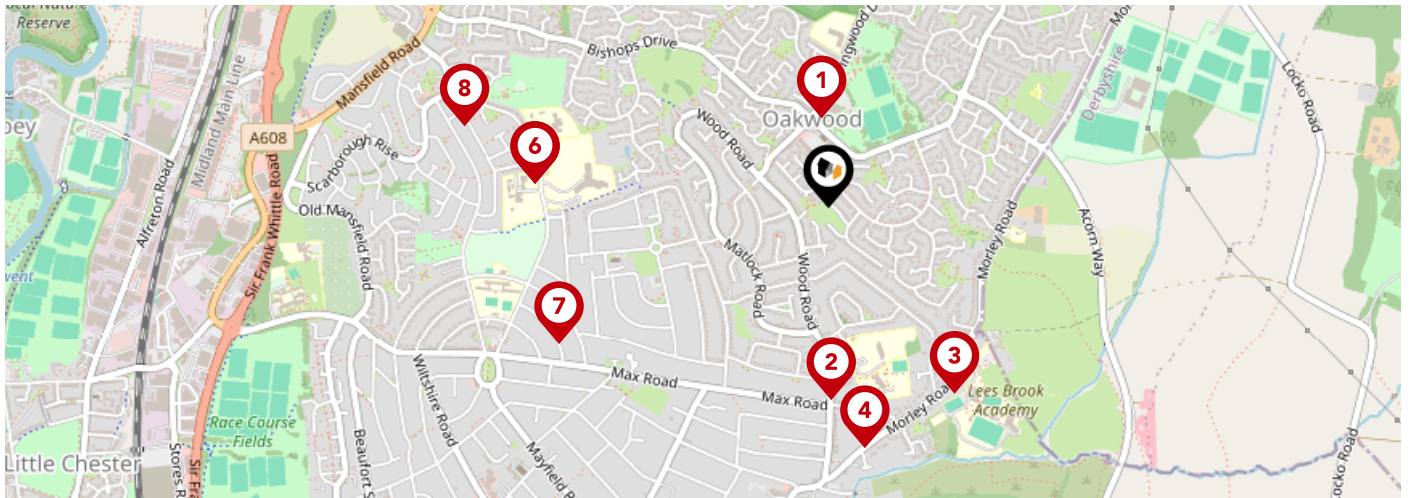 Reserve
Bishops Drive
Mansfield Road
Midland Main Line
A608
8
1
Oakwood
6
Wood Road
Derbyshire
Locko Road
Scarborough Rise
Old Mansfield Road
Alfreton Road
Sir Frank Whittle Road
Morley Road
Acorn Way
Matlock Road
Wood Road
7
2
3
4
Max Road
Max Road
Morley Road
Lees Brook
Academy
Wiltshire Road
Race Course
Fields
Little Chester
Locko Road